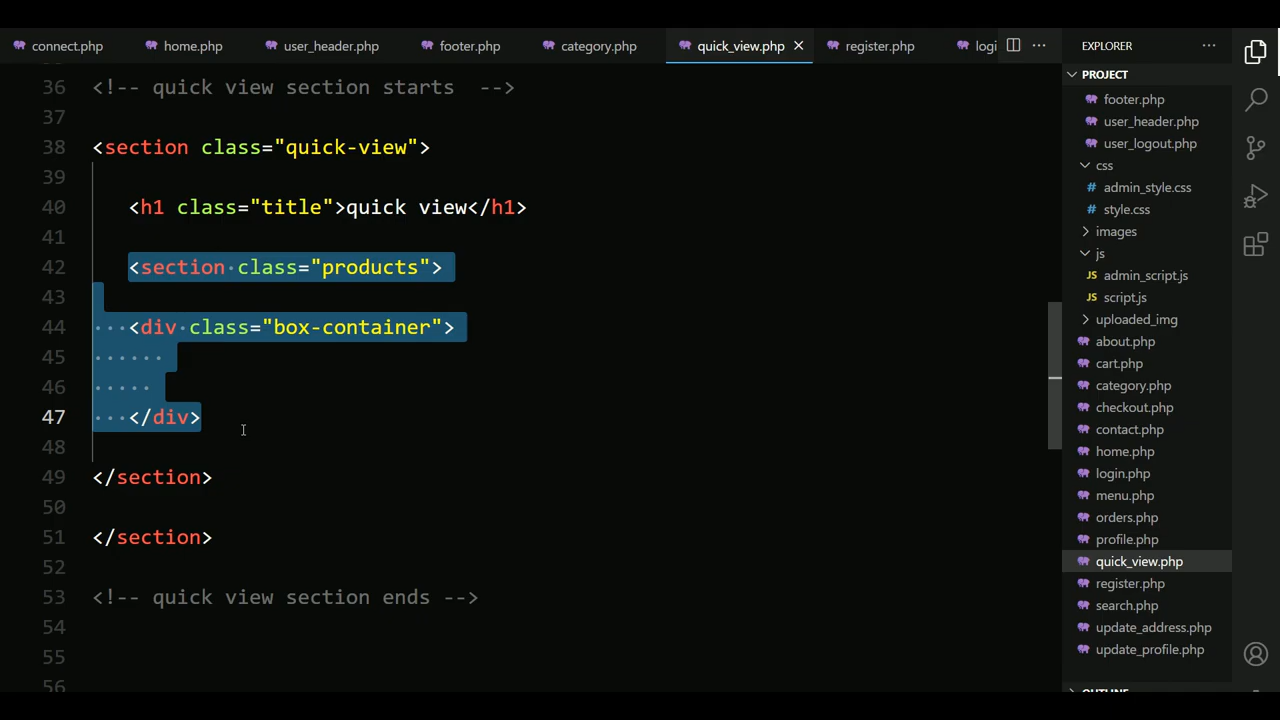 connect.php
home.php
user_header.php
footer.php
category.php
quick_view.php
register.php
logi
EXPLORER
36 <!-- quick view section starts  -->
37
38 <section class="quick-view">
39
40 <h1 class="title">quick view</h1>
41
42 <section class="products">
43
44 <div class="box-container">
45
46
47 </div>
48
49 </section>
50
51 </section>
52
53 <!-- quick view section ends -->
54
55
56
PROJECT
footer.php
user_header.php
user_logout.php
css
# admin_style.css
# style.css
images
js
JS admin_script.js
JS script.js
uploaded_img
about.php
cart.php
category.php
checkout.php
contact.php
home.php
login.php
menu.php
orders.php
profile.php
quick_view.php
register.php
search.php
update_address.php
update_profile.php
OUTLINE